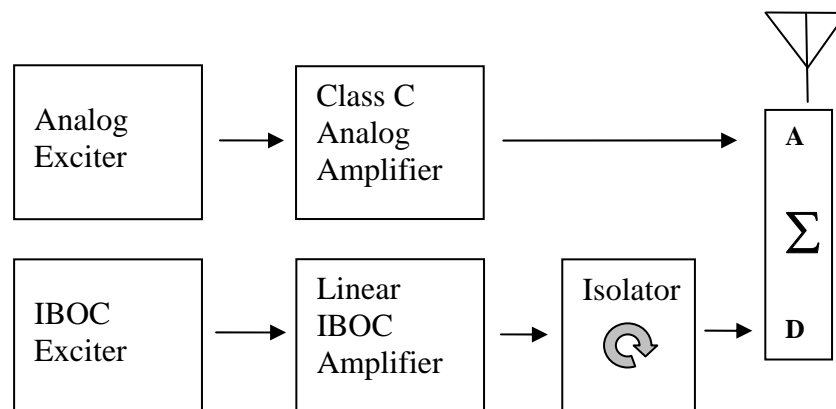 Analog
Exciter
Class C
Analog
Amplifier
A
Σ
IBOC
Exciter
Linear
IBOC
Amplifier
Isolator
D